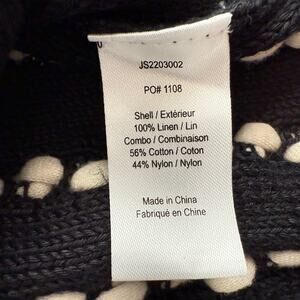 JS2203002
PO# 1108
Shell / Extérieur
100% Linen / Lin
Combo / Combinaison
56% Cotton / Coton
44% Nylon / Nylon
Made in China
Fabriqué en Chine